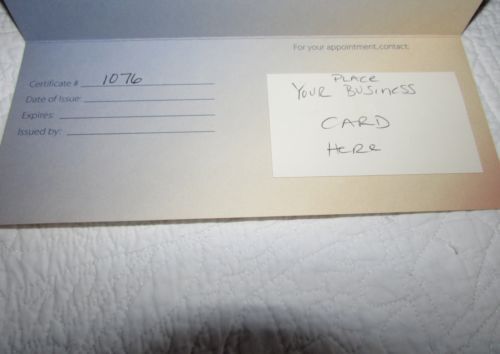 For your appointment, contact:
Certificate # 1076
Date of Issue:
Expires:
Issued by:
PLACE
YOUR BUSINESS
CARD
HERE